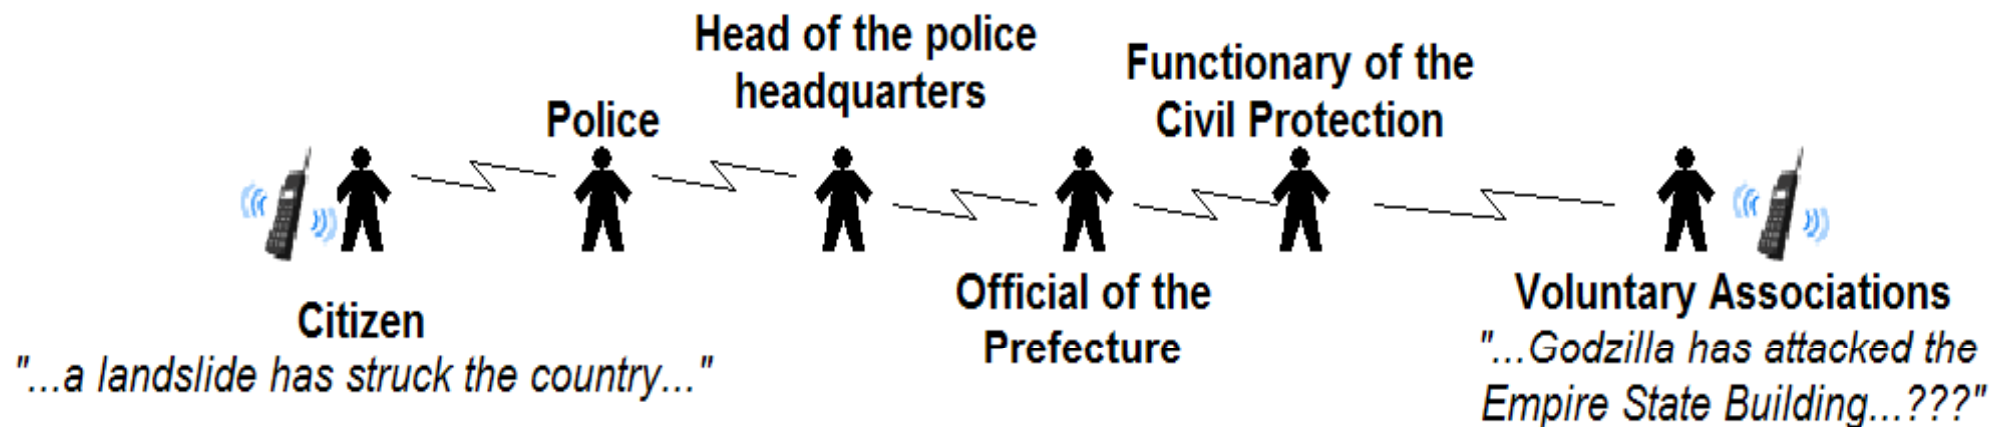 Head of the police
headquarters
Functionary of the
Civil Protection
Police
Citizen
"...a landslide has struck the country..."
Official of the
Prefecture
Voluntary Associations
"...Godzilla has attacked the
Empire State Building...???"